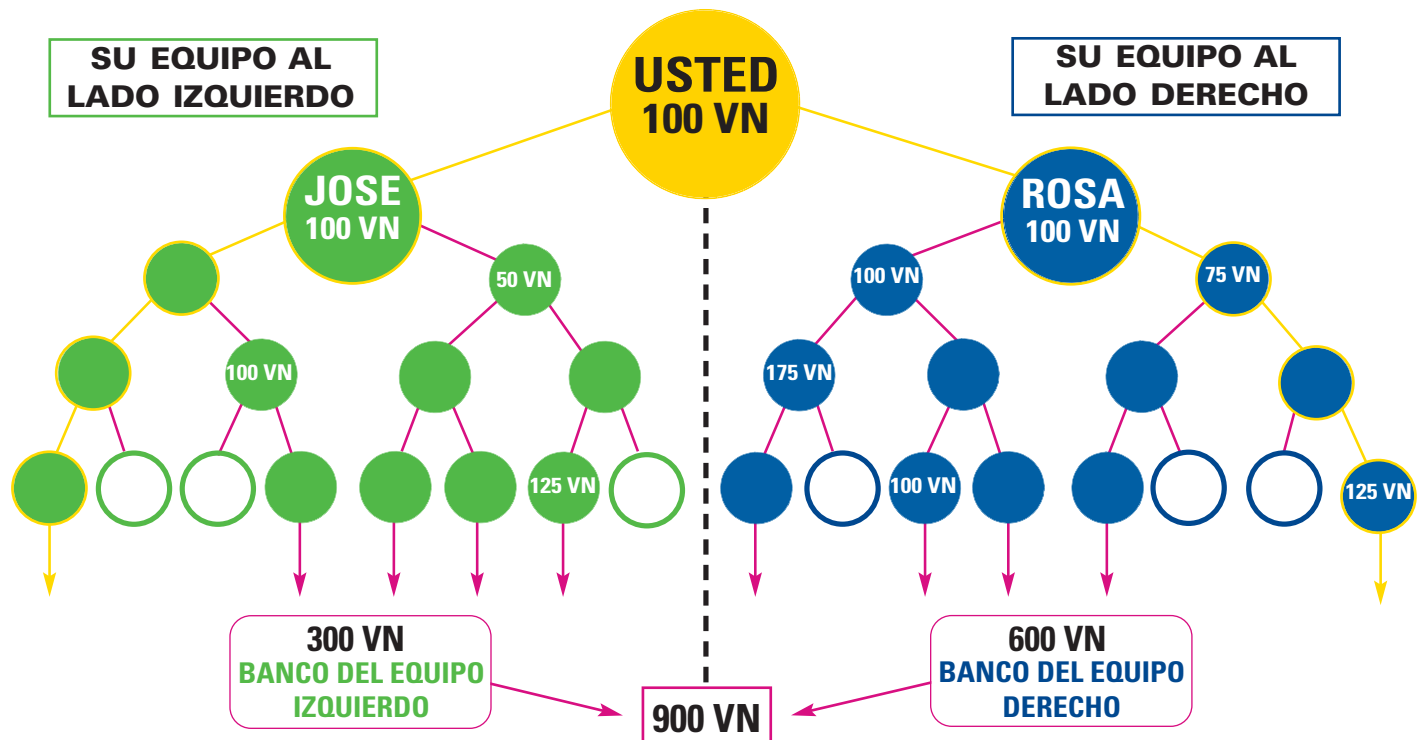 SU EQUIPO AL
LADO IZQUIERDO
USTED
100 VN
SU EQUIPO AL
LADO DERECHO
JOSE
100 VN
ROSA
100 VN
50 VN
100 VN
75 VN
100 VN
175 VN
125 VN
100 VN
125 VN
300 VN
BANCO DEL EQUIPO
IZQUIERDO
600 VN
BANCO DEL EQUIPO
DERECHO
900 VN